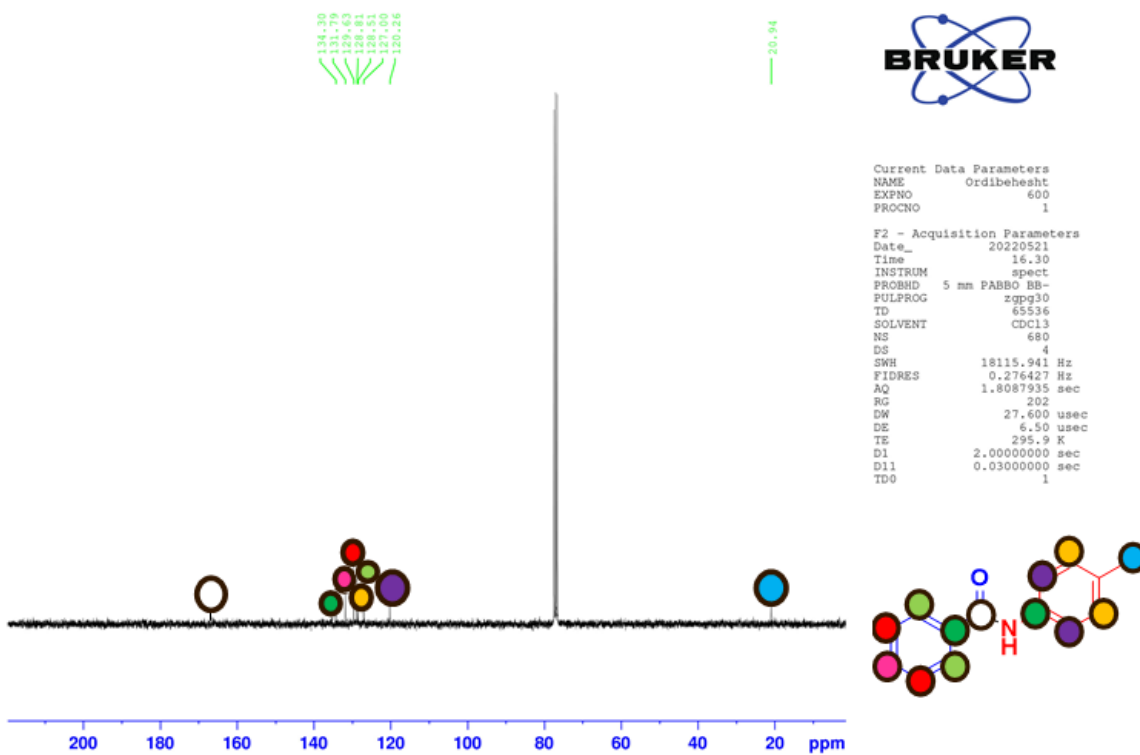 134.30
131.79
129.63
128.81
128.51
127.00
120.26
20.94
BRUKER
Current Data Parameters
NAME Ordibehesht
EXPNO 600
PROCNO 1
F2 - Acquisition Parameters
Date_ 20220521
Time 16.30
INSTRUM spect
PROBHD 5 mm PABBO BB-
PULPROG zgpg30
TD 65536
SOLVENT CDCl3
NS 680
DS 4
SWH 18115.941 Hz
FIDRES 0.276427 Hz
AQ 1.8087935 sec
RG 202
DW 27.600 usec
DE 6.50 usec
TE 295.9 K
D1 2.00000000 sec
D11 0.03000000 sec
TD0 1
O
N
H
200 180 160 140 120 100 80 60 40 20 ppm